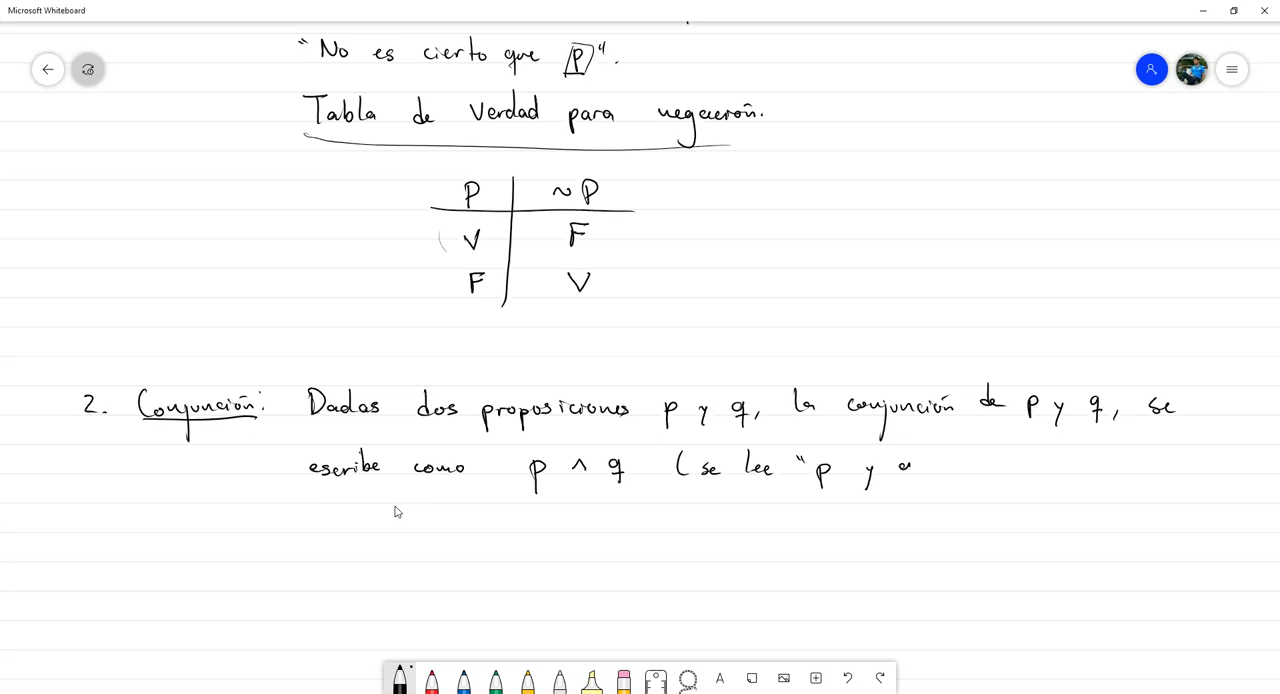 Microsoft Whiteboard
"No es cierto que P".
Tabla de verdad para negación.
P ~P
V F
F V
2. Conjunción: Dadas dos proposiciones p y q, la conjunción de p y q, se
escribe como p ∧ q (se lee "p y
A